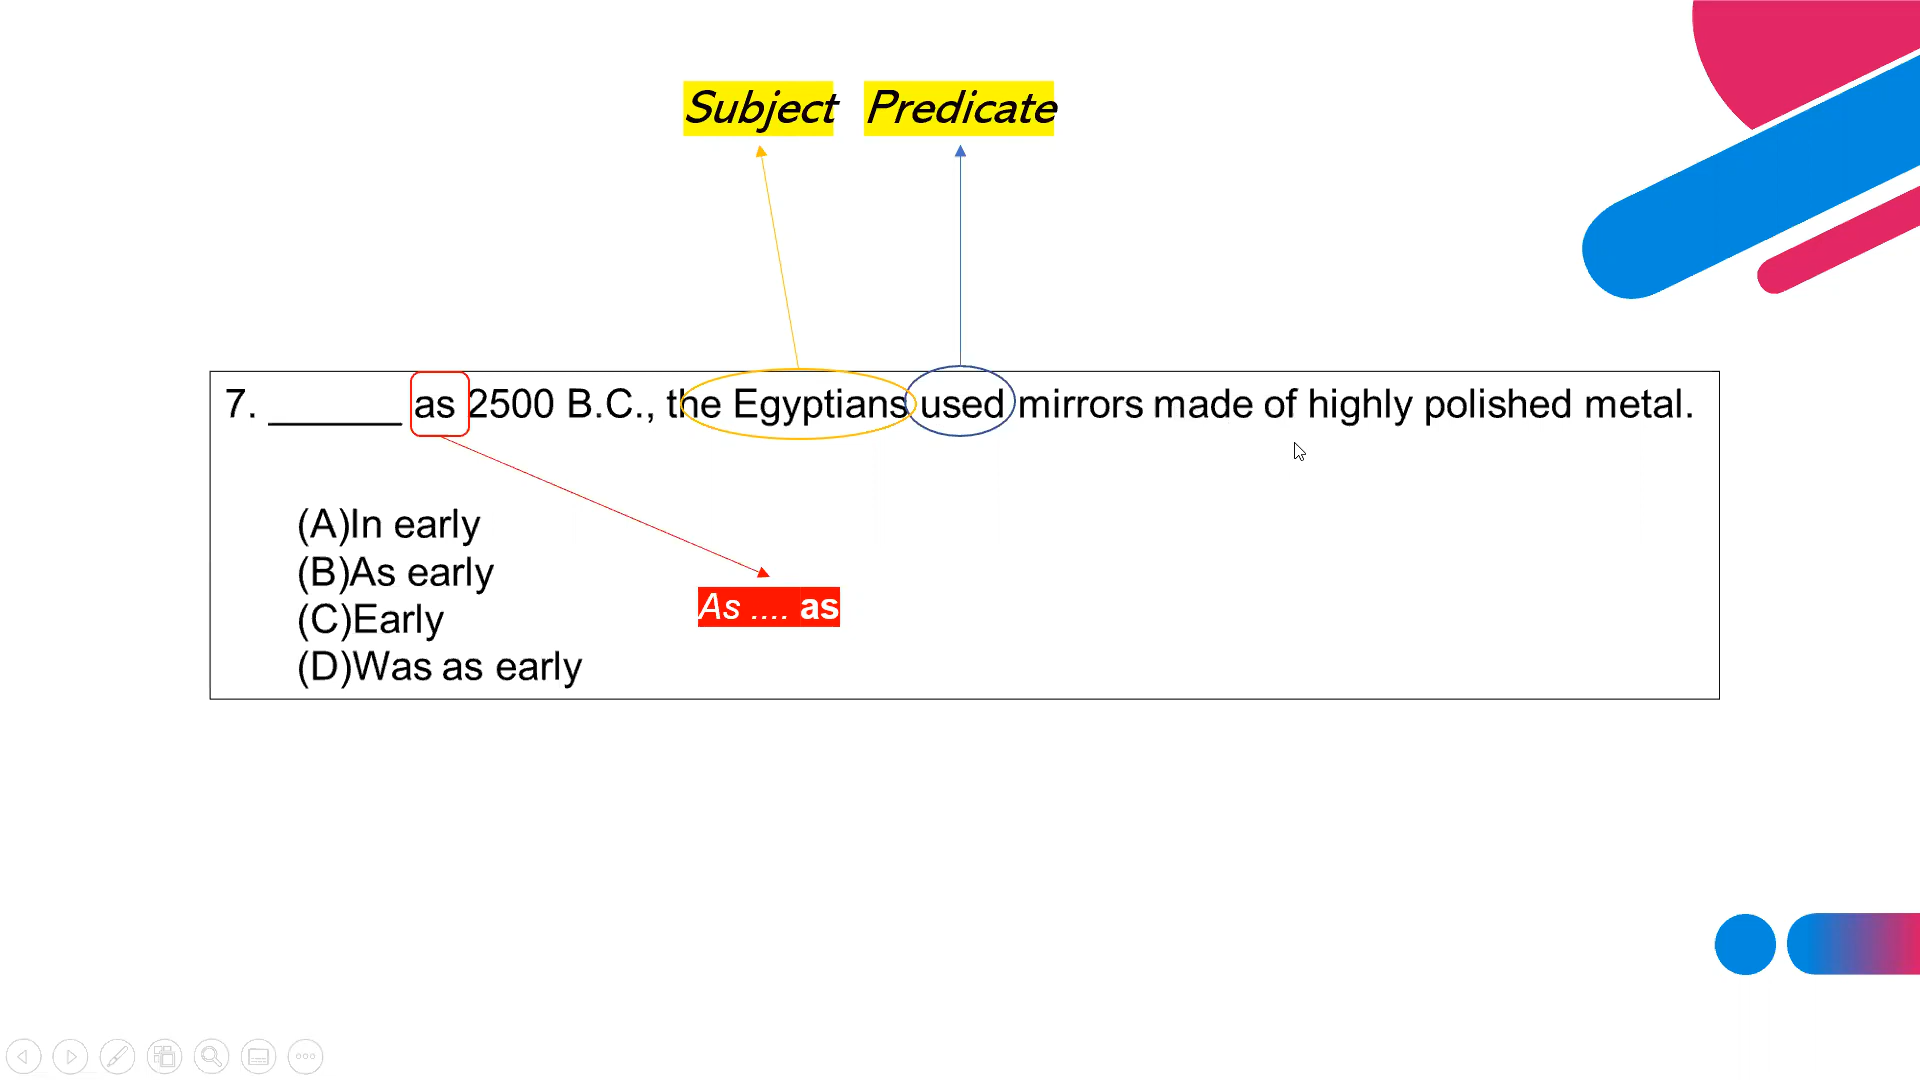 Subject Predicate
7. ______ as 2500 B.C., the Egyptians used mirrors made of highly polished metal.
(A)In early
(B)As early
(C)Early
(D)Was as early
As .... as